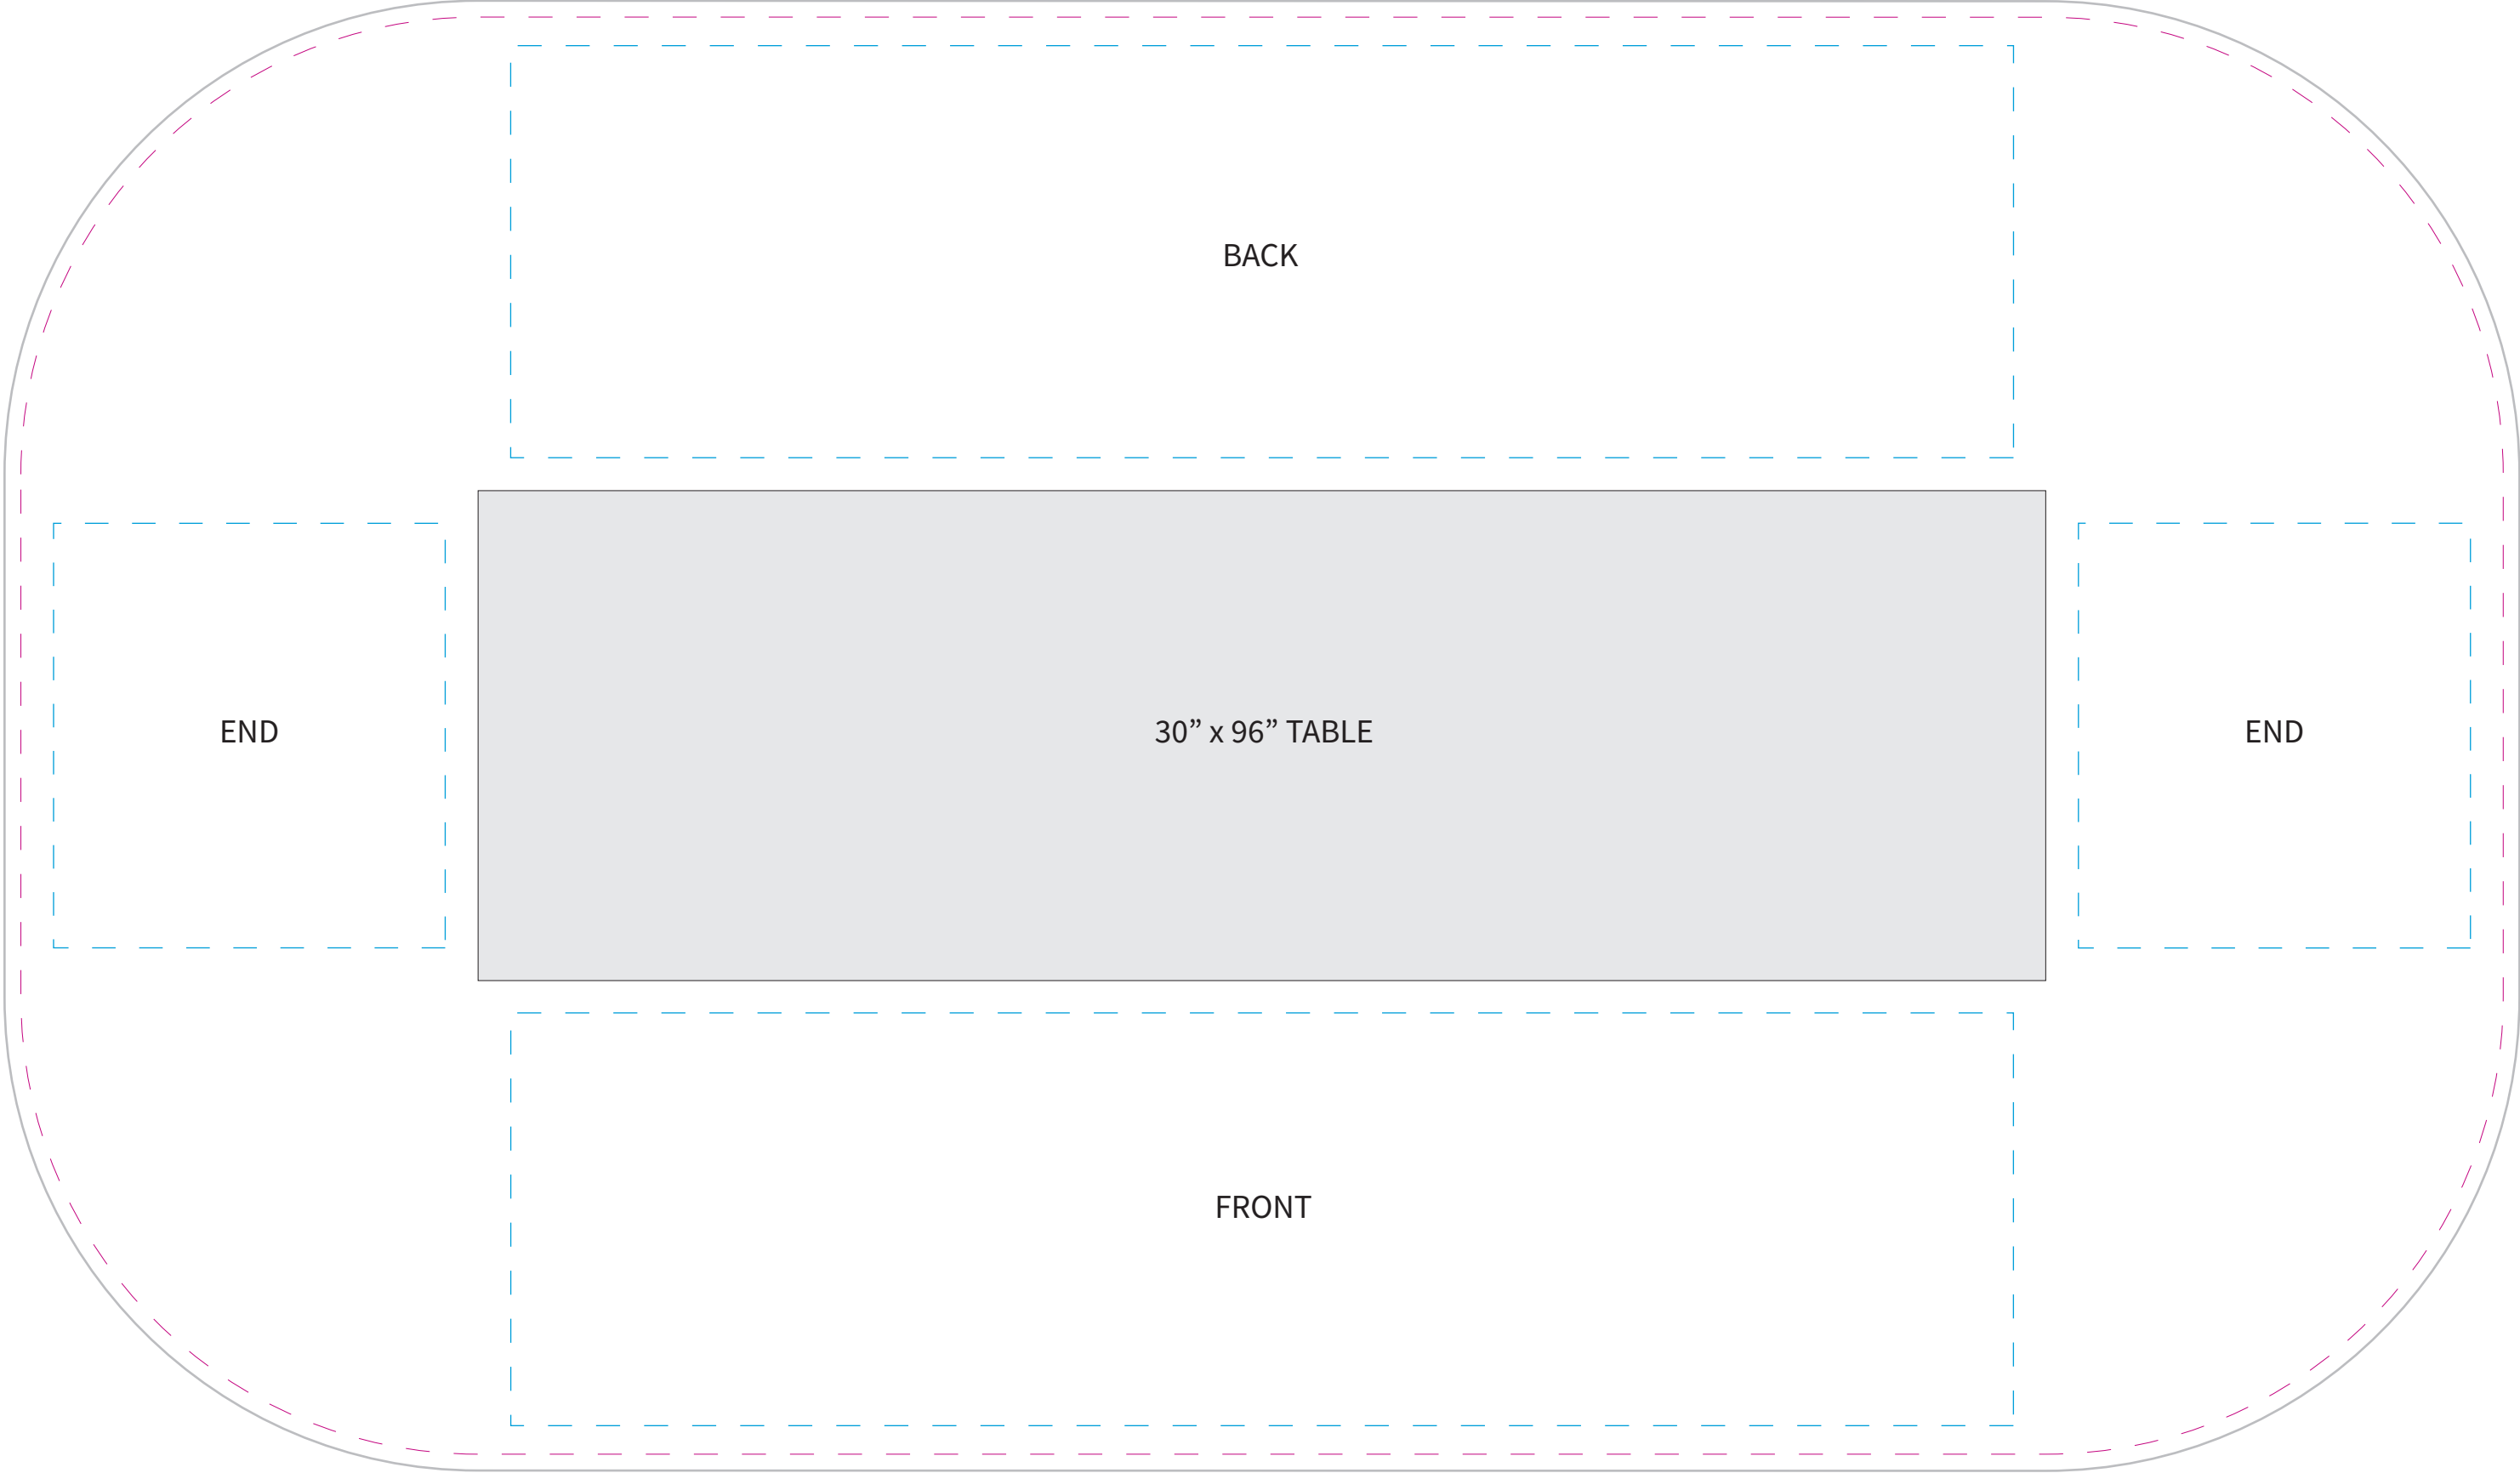 BACK
END
30” x 96” TABLE
END
FRONT